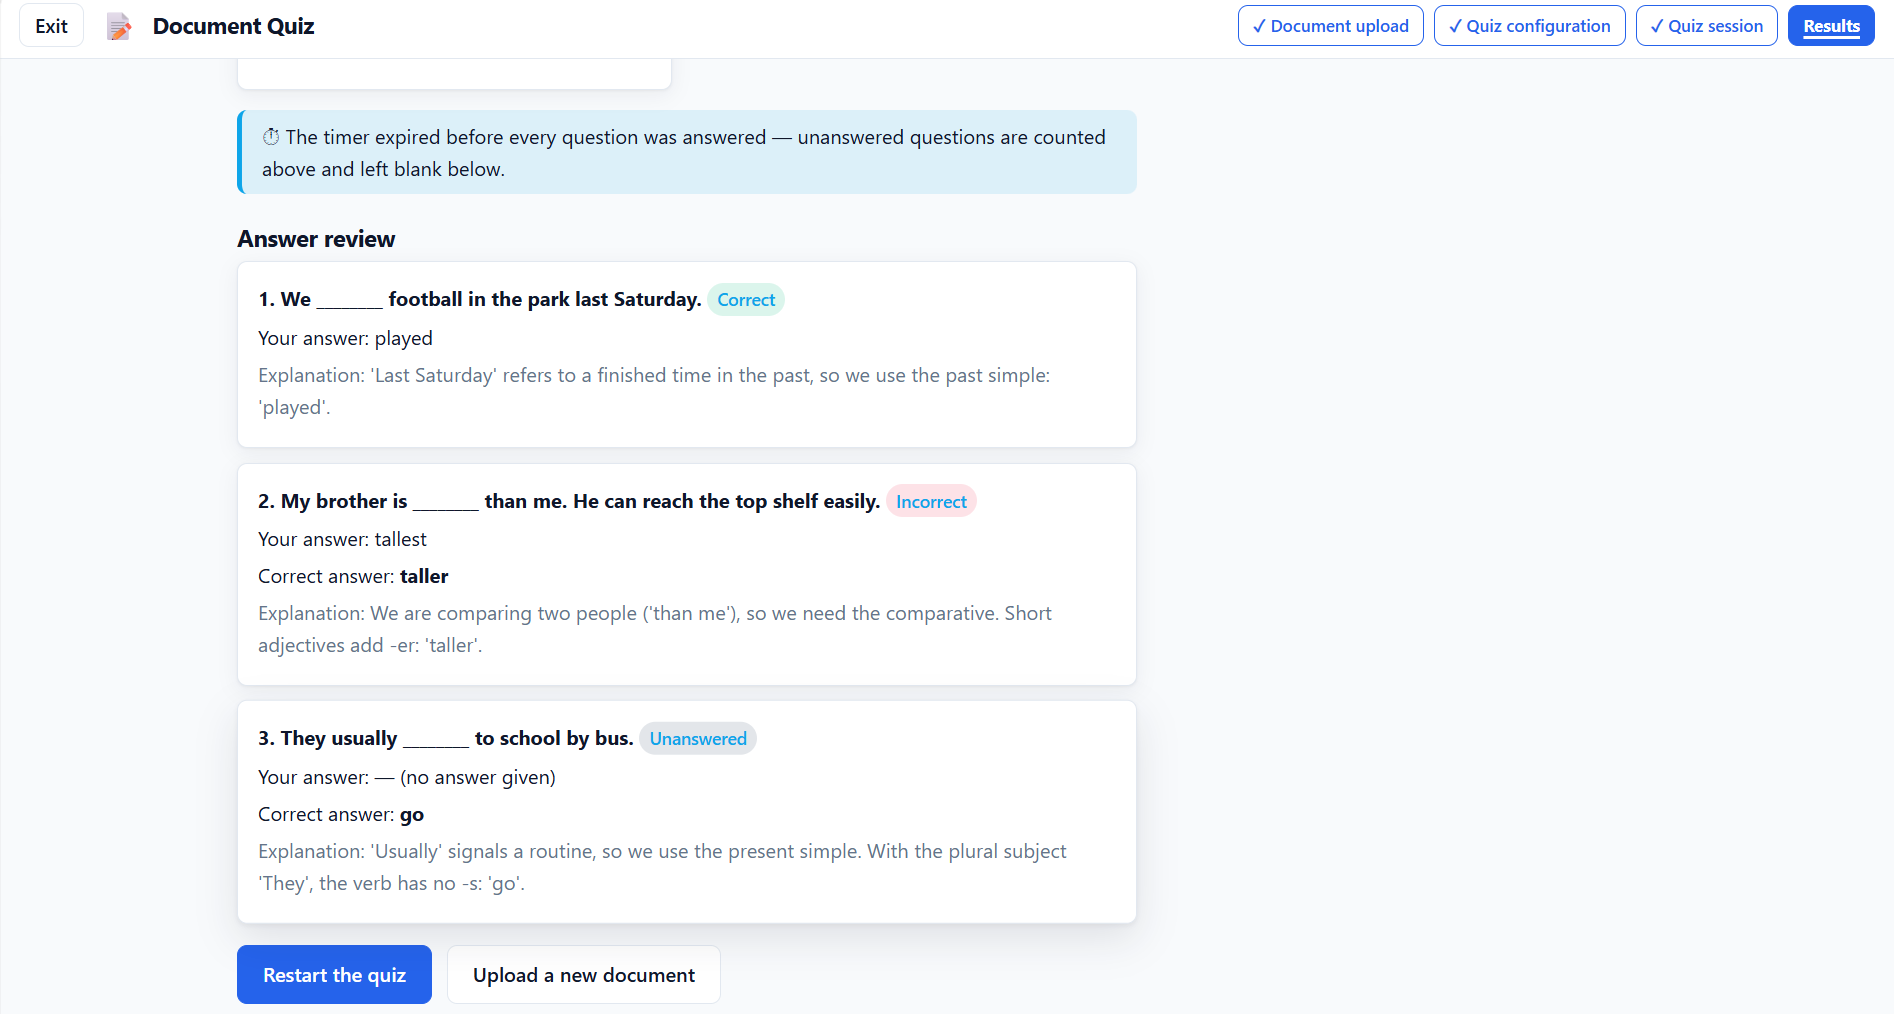 Exit
Document Quiz
✓ Document upload
✓ Quiz configuration
✓ Quiz session
Results
⏱ The timer expired before every question was answered — unanswered questions are counted
above and left blank below.
Answer review
1. We ________ football in the park last Saturday. Correct
Your answer: played
Explanation: 'Last Saturday' refers to a finished time in the past, so we use the past simple:
'played'.
2. My brother is ________ than me. He can reach the top shelf easily. Incorrect
Your answer: tallest
Correct answer: taller
Explanation: We are comparing two people ('than me'), so we need the comparative. Short
adjectives add -er: 'taller'.
3. They usually ________ to school by bus. Unanswered
Your answer: — (no answer given)
Correct answer: go
Explanation: 'Usually' signals a routine, so we use the present simple. With the plural subject
'They', the verb has no -s: 'go'.
Restart the quiz
Upload a new document